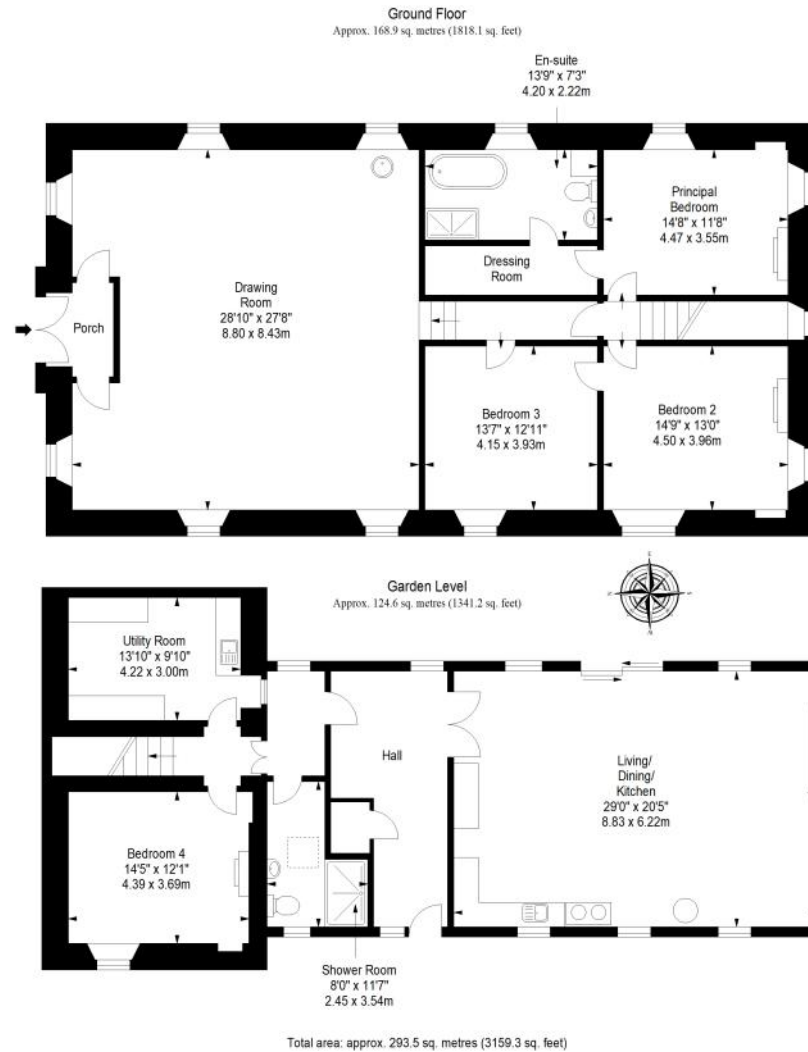 Ground Floor
Approx. 168.9 sq. metres (1818.1 sq. feet)
En-suite
13'9" x 7'3"
4.20 x 2.22m
Principal
Bedroom
14'8" x 11'8"
4.47 x 3.55m
Dressing
Room
Drawing
Room
28'10" x 27'8"
8.80 x 8.43m
Porch
Bedroom 3
13'7" x 12'11"
4.15 x 3.93m
Bedroom 2
14'9" x 13'0"
4.50 x 3.96m
Garden Level
Approx. 124.6 sq. metres (1341.2 sq. feet)
Utility Room
13'10" x 9'10"
4.22 x 3.00m
Hall
Living/
Dining/
Kitchen
29'0" x 20'5"
8.83 x 6.22m
Bedroom 4
14'5" x 12'1"
4.39 x 3.69m
Shower Room
8'0" x 11'7"
2.45 x 3.54m
Total area: approx. 293.5 sq. metres (3159.3 sq. feet)